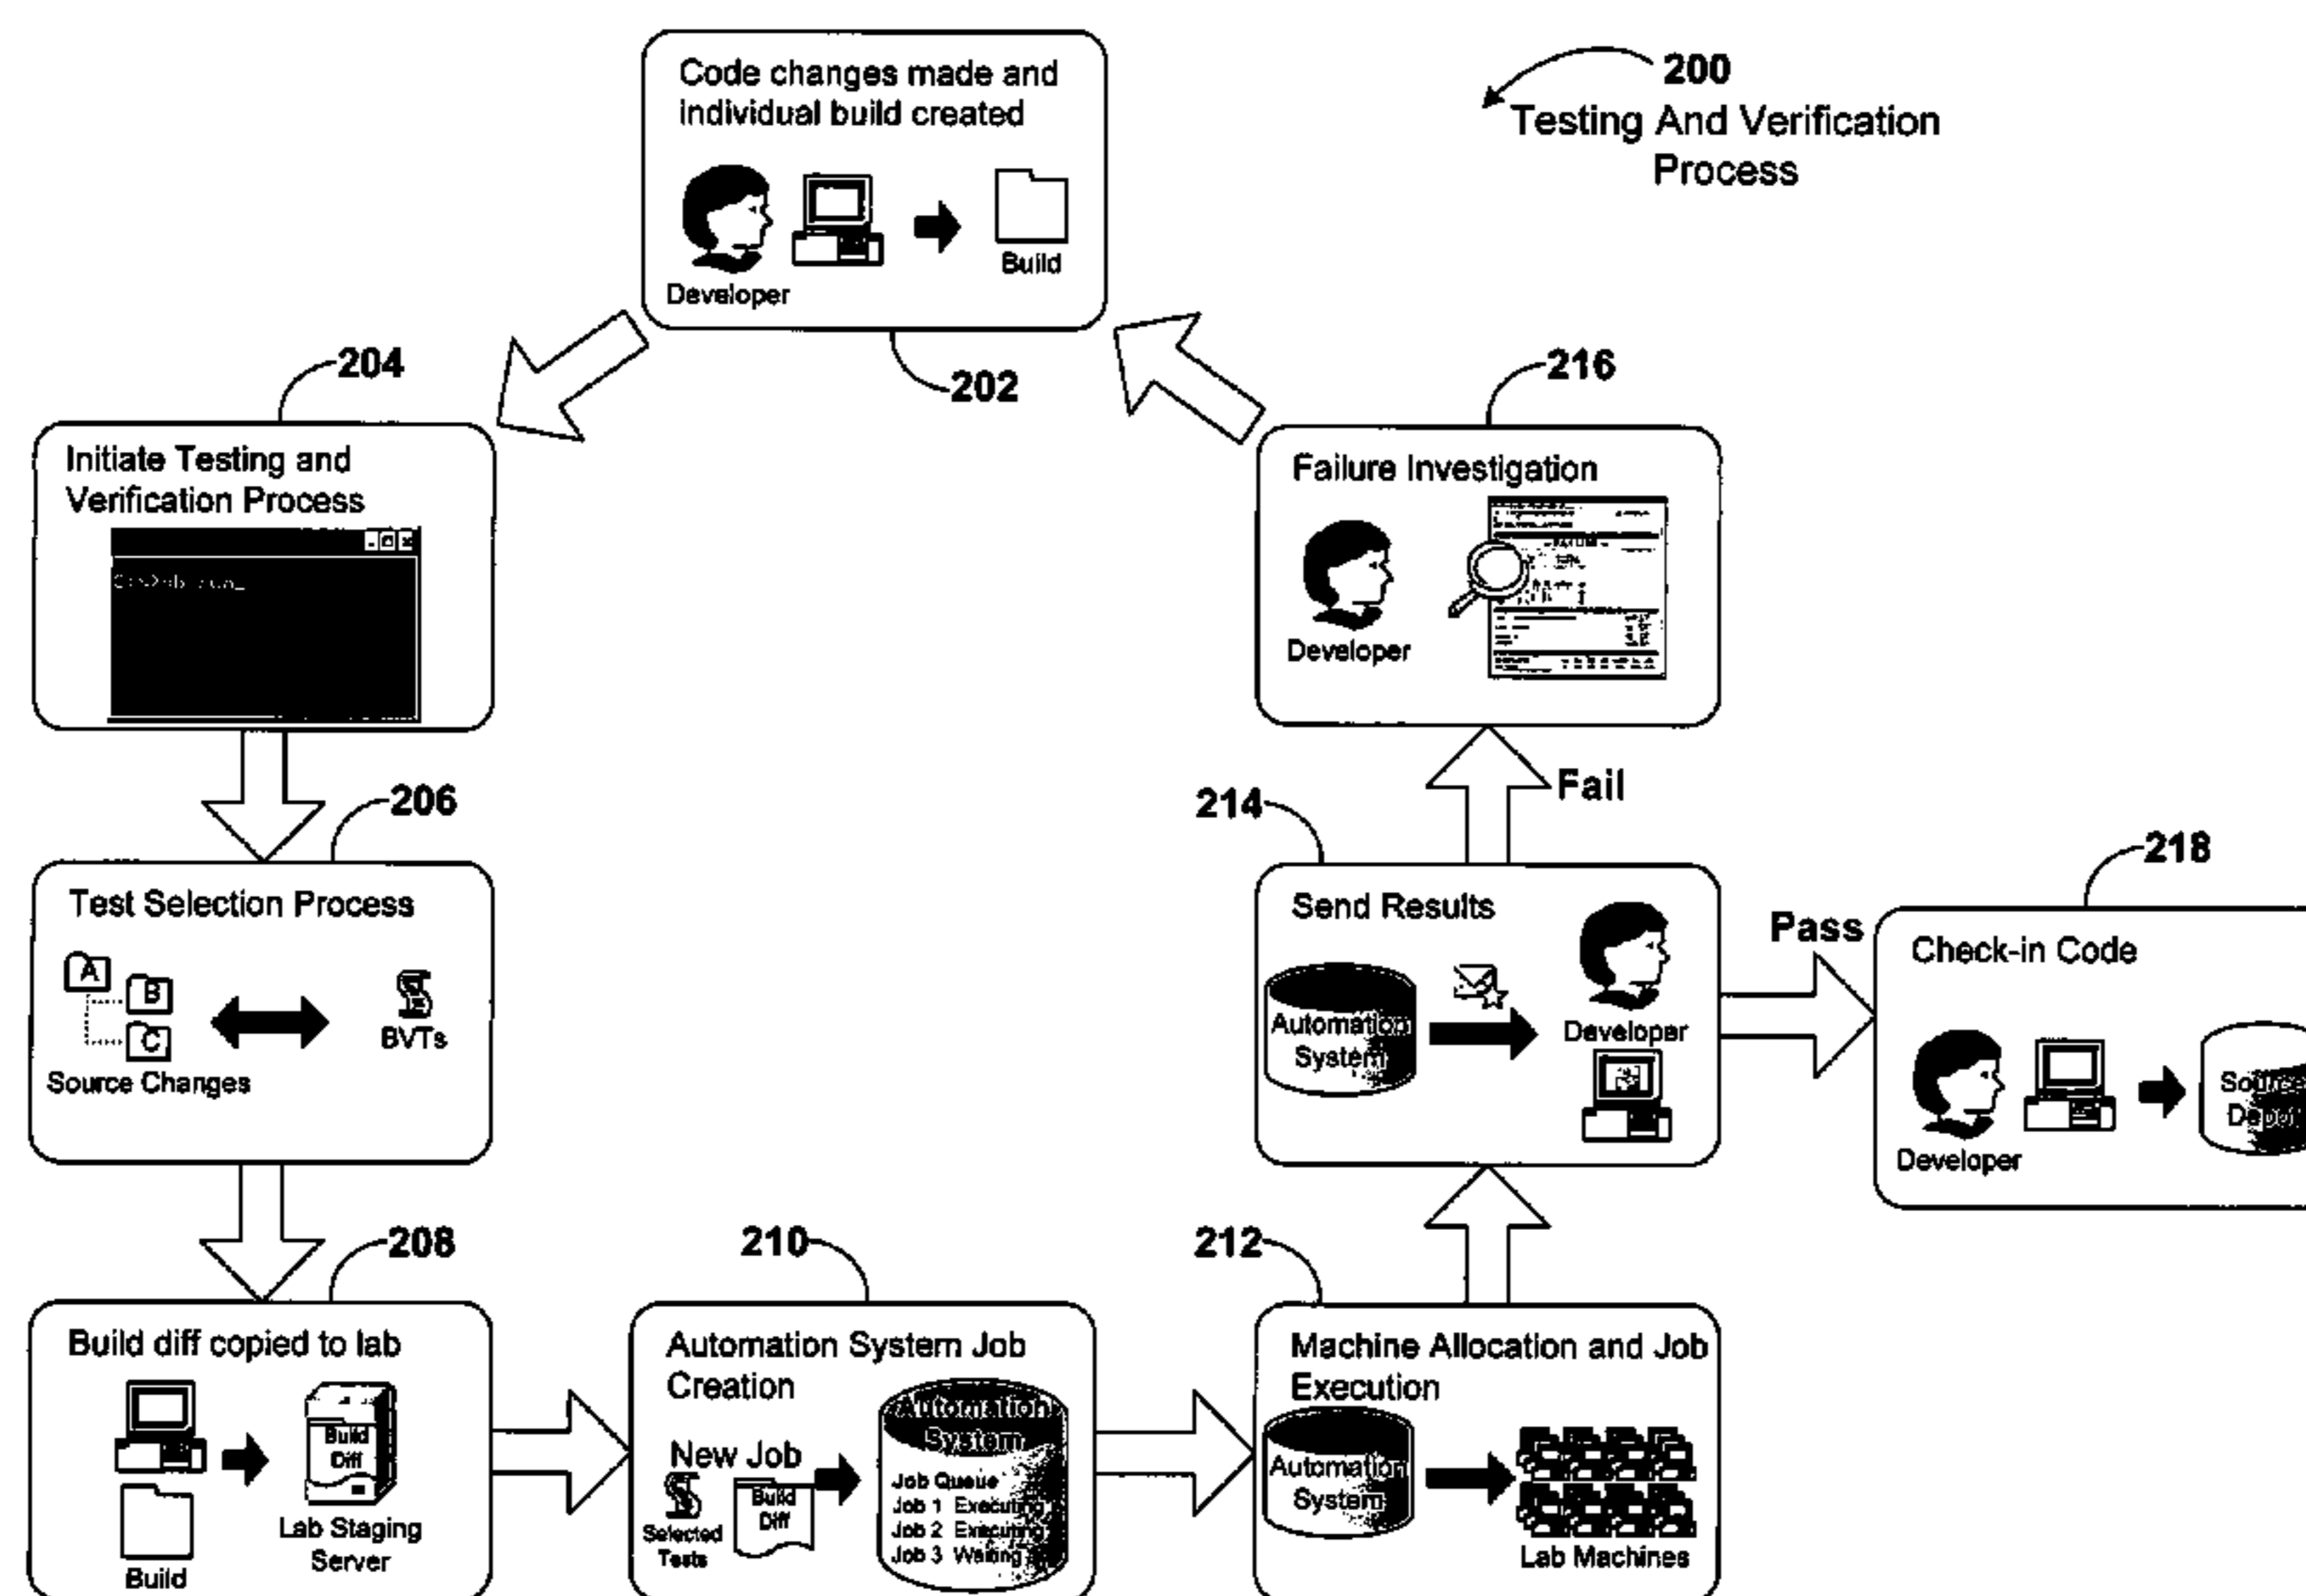 Code changes made and
individual build created
Developer
Build
202
200
Testing And Verification
Process
204
Initiate Testing and
Verification Process
216
Failure Investigation
Developer
Fail
206
Test Selection Process
A
B
C
Source Changes
BVTs
214
Send Results
Automation
System
Developer
Pass
218
Check-in Code
Developer
Source
Depot
208
Build diff copied to lab
Build
Diff
Lab Staging
Server
Build
210
Automation System Job
Creation
New Job
Selected
Tests
Build
Diff
Automation
System
Job Queue
Job 1 Executing
Job 2 Executing
Job 3 Waiting
212
Machine Allocation and Job
Execution
Automation
System
Lab Machines